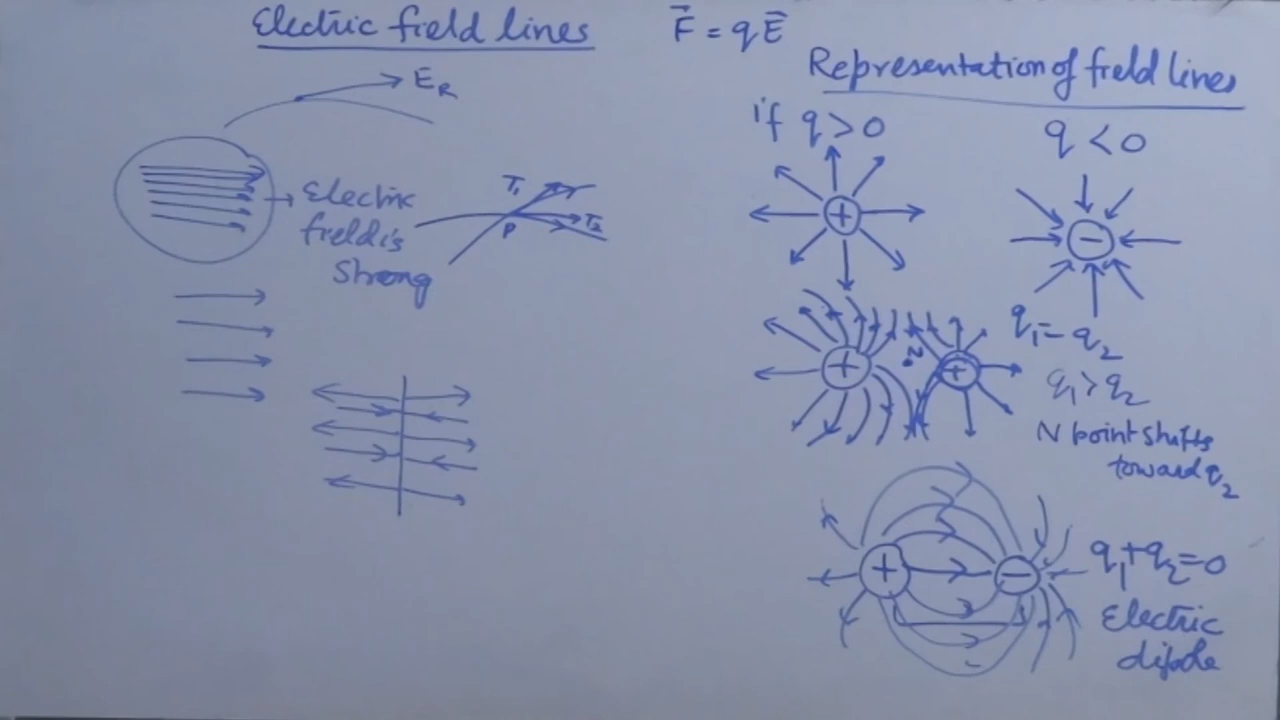 Electric field lines
F⃗ = qE⃗
E_R
→ Electric
field is
Strong
T₁
P
T₂
Representation of field lines
if q > 0
q < 0
+
−
+
N
+
q₁ = q₂
q₁ > q₂
N point shifts
toward q₂
+
−
q₁ + q₂ = 0
Electric
dipole